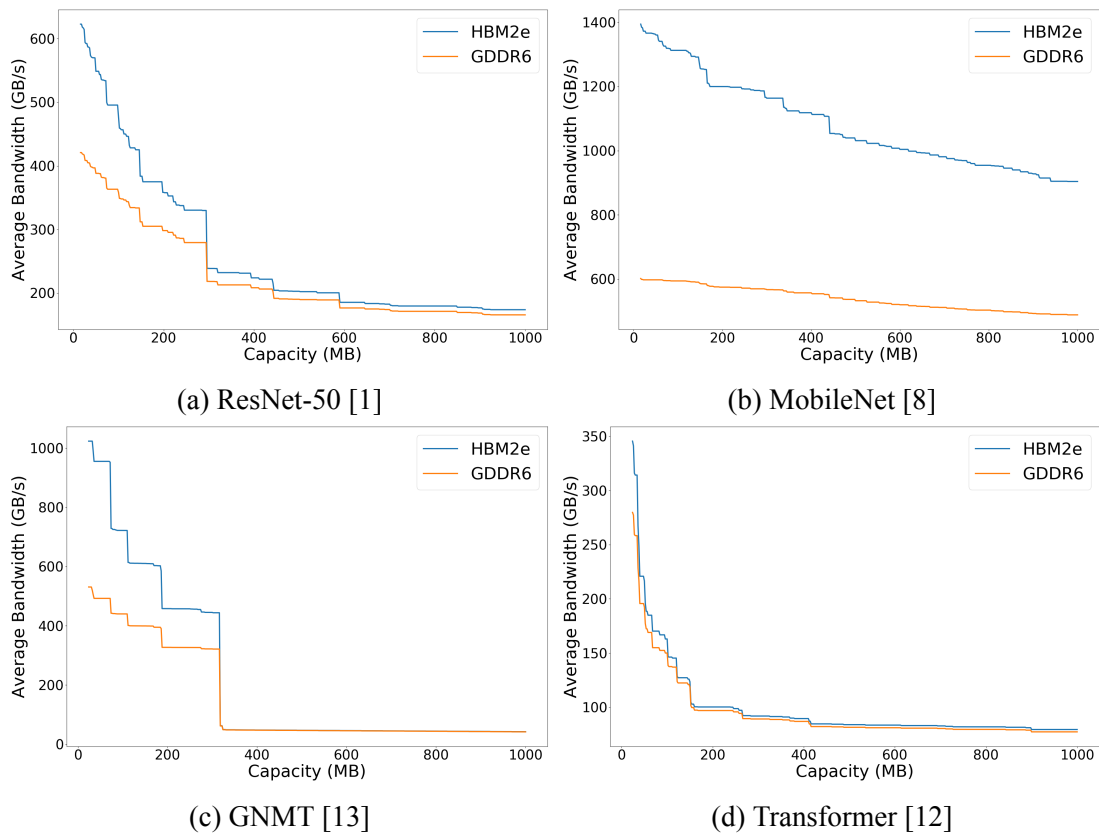 HBM2e
GDDR6
600
500
400
300
200
Average Bandwidth (GB/s)
0 200 400 600 800 1000
Capacity (MB)
(a) ResNet-50 [1]
HBM2e
GDDR6
1400
1200
1000
800
600
Average Bandwidth (GB/s)
0 200 400 600 800 1000
Capacity (MB)
(b) MobileNet [8]
HBM2e
GDDR6
1000
800
600
400
200
0
Average Bandwidth (GB/s)
0 200 400 600 800 1000
Capacity (MB)
(c) GNMT [13]
HBM2e
GDDR6
350
300
250
200
150
100
Average Bandwidth (GB/s)
0 200 400 600 800 1000
Capacity (MB)
(d) Transformer [12]